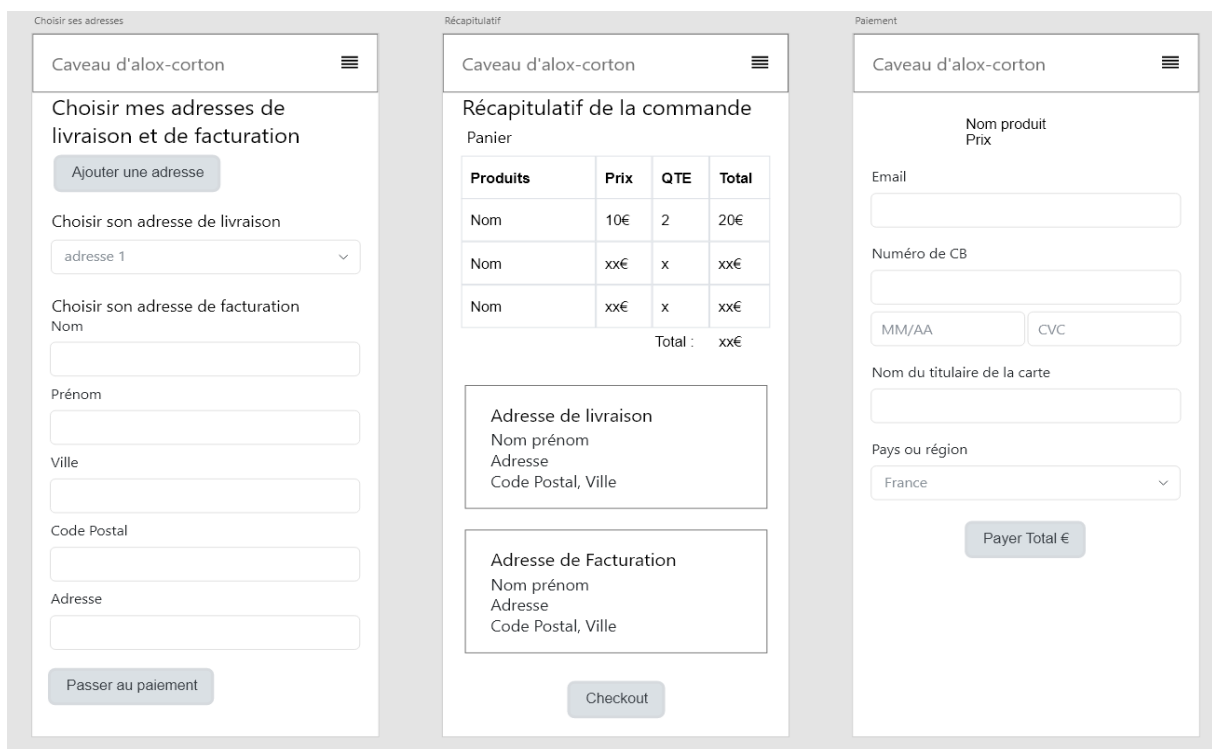 Choisir ses adresses
Caveau d'alox-corton
Choisir mes adresses de
livraison et de facturation
Ajouter une adresse
Choisir son adresse de livraison
adresse 1
Choisir son adresse de facturation
Nom
Prénom
Ville
Code Postal
Adresse
Passer au paiement
Récapitulatif
Caveau d'alox-corton
Récapitulatif de la commande
Panier
Produits Prix QTE Total
Nom 10€ 2 20€
Nom xx€ x xx€
Nom xx€ x xx€
Total : xx€
Adresse de livraison
Nom prénom
Adresse
Code Postal, Ville
Adresse de Facturation
Nom prénom
Adresse
Code Postal, Ville
Checkout
Paiement
Caveau d'alox-corton
Nom produit
Prix
Email
Numéro de CB
MM/AA CVC
Nom du titulaire de la carte
Pays ou région
France
Payer Total €